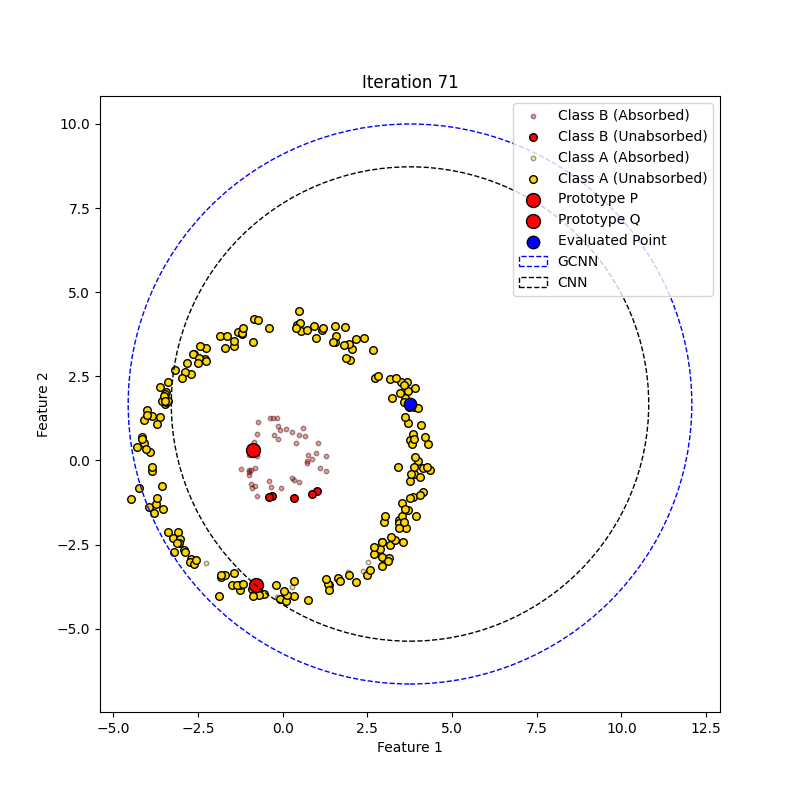 Iteration 71
Class B (Absorbed)
Class B (Unabsorbed)
Class A (Absorbed)
Class A (Unabsorbed)
Prototype P
Prototype Q
Evaluated Point
GCNN
CNN
10.0
7.5
5.0
2.5
0.0
−2.5
−5.0
Feature 2
−5.0 −2.5 0.0 2.5 5.0 7.5 10.0 12.5
Feature 1